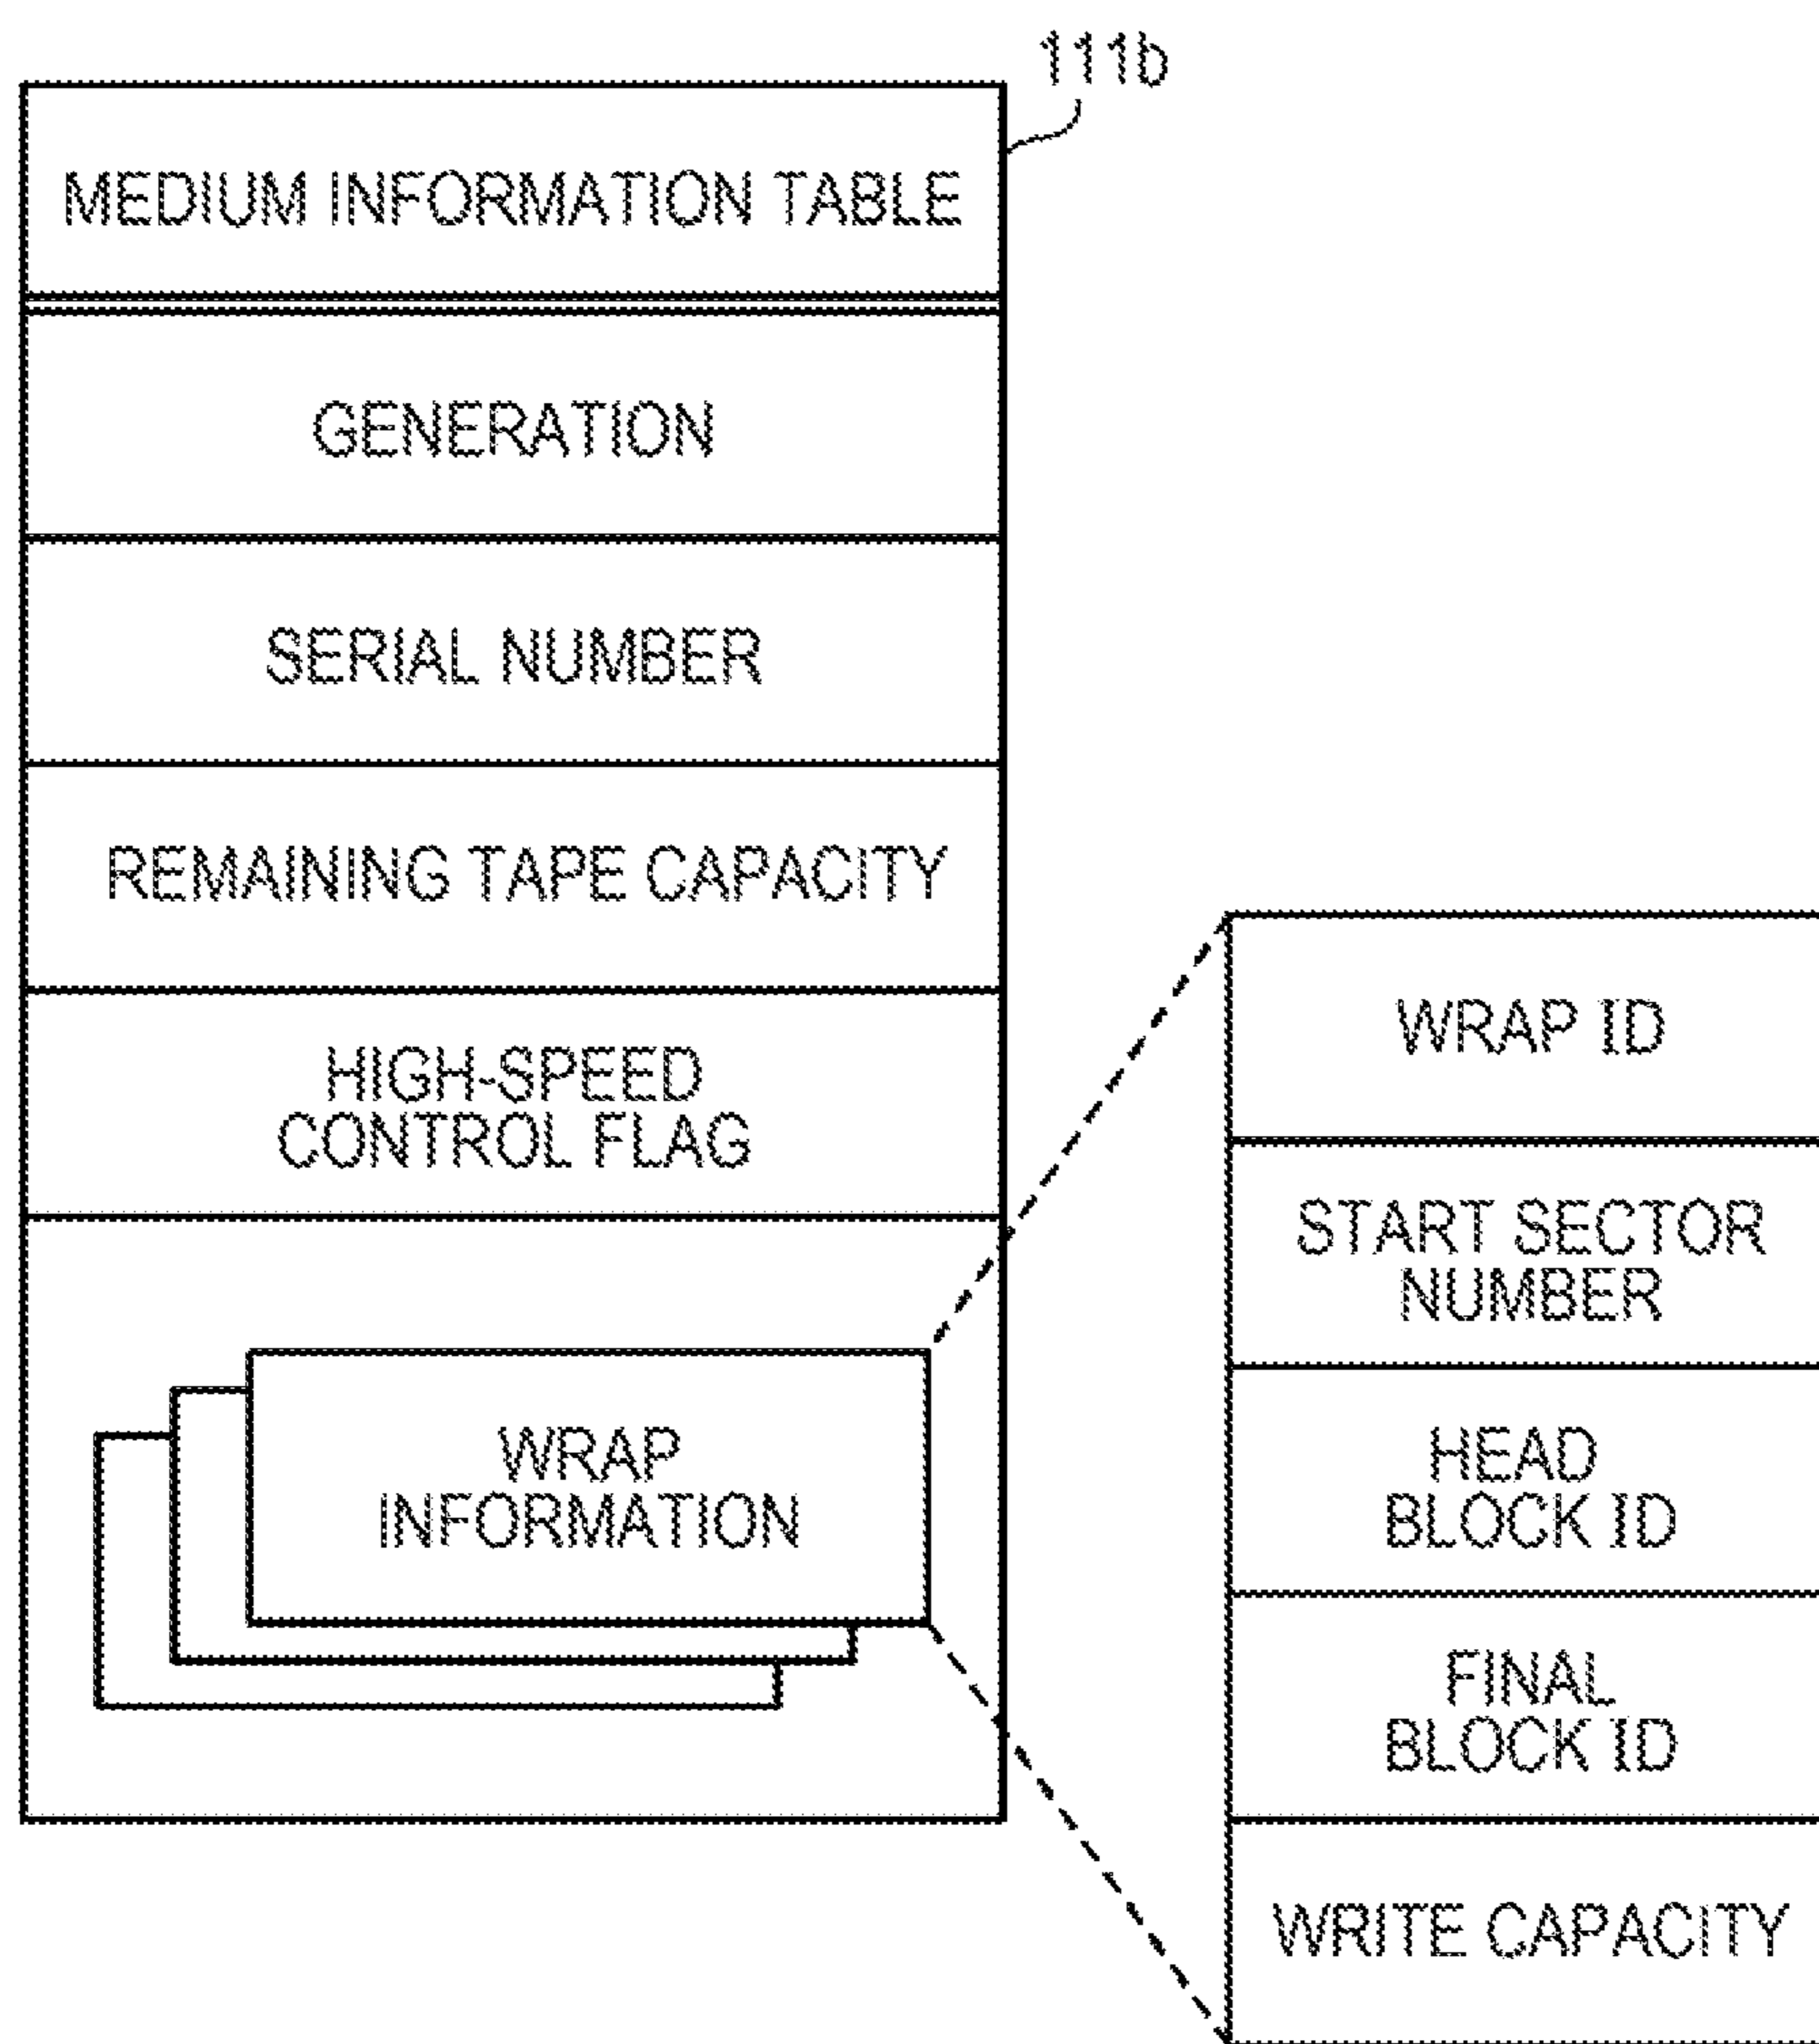 111b
MEDIUM INFORMATION TABLE
GENERATION
SERIAL NUMBER
REMAINING TAPE CAPACITY
HIGH-SPEED
CONTROL FLAG
WRAP
INFORMATION
WRAP ID
START SECTOR
NUMBER
HEAD
BLOCK ID
FINAL
BLOCK ID
WRITE CAPACITY